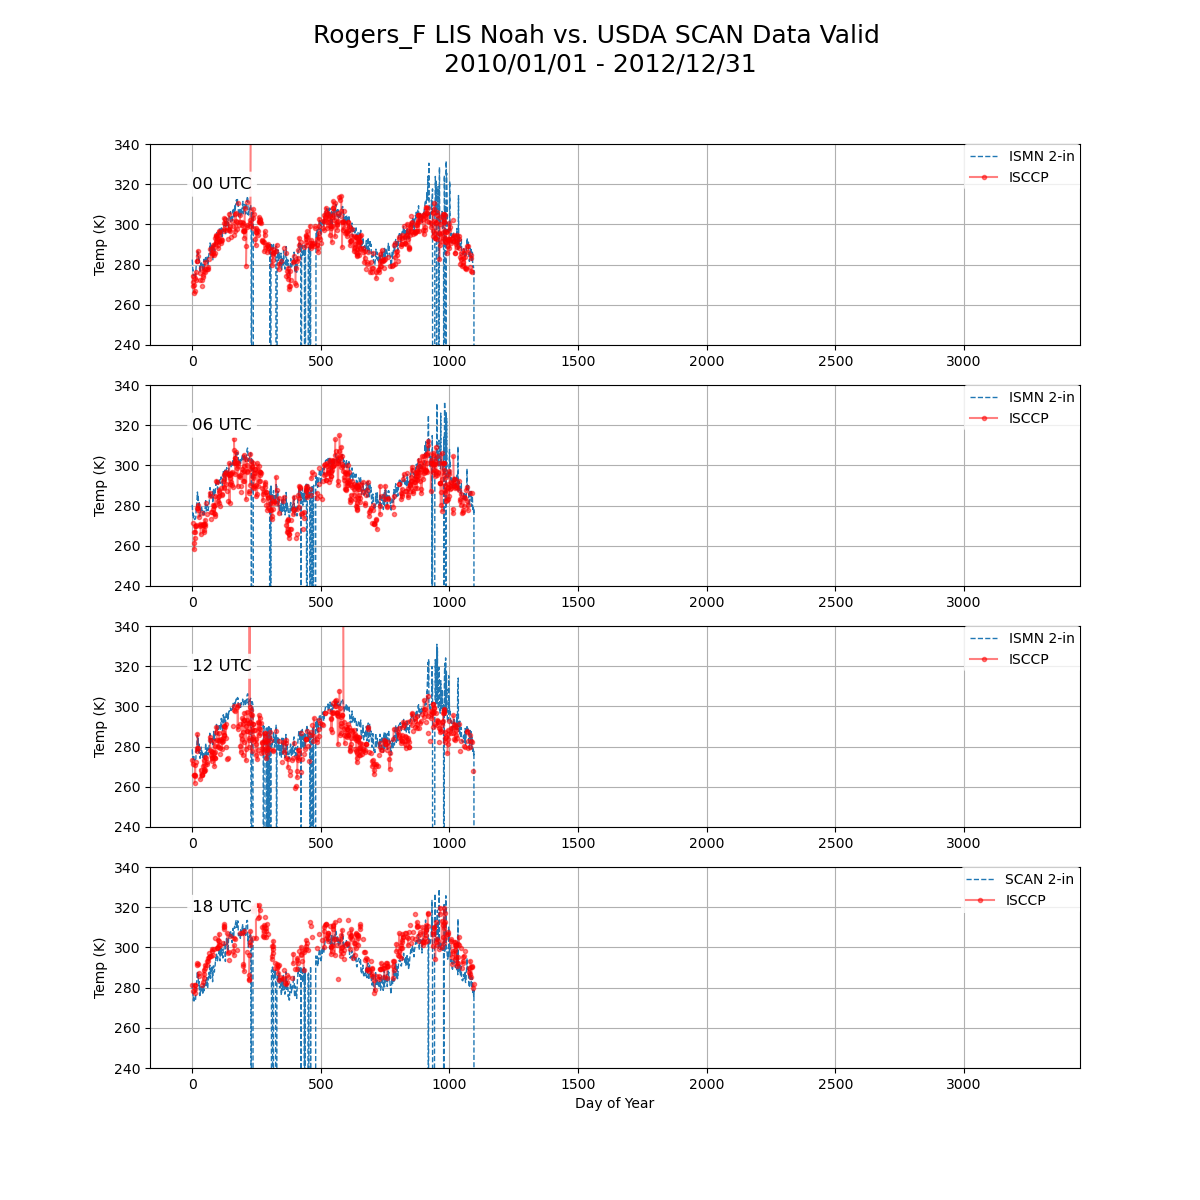 Rogers_F LIS Noah vs. USDA SCAN Data Valid
2010/01/01 - 2012/12/31
340
320
300
280
260
240
Temp (K)
00 UTC
ISMN 2-in
ISCCP
0 500 1000 1500 2000 2500 3000
340
320
300
280
260
240
Temp (K)
06 UTC
ISMN 2-in
ISCCP
0 500 1000 1500 2000 2500 3000
340
320
300
280
260
240
Temp (K)
12 UTC
ISMN 2-in
ISCCP
0 500 1000 1500 2000 2500 3000
340
320
300
280
260
240
Temp (K)
18 UTC
SCAN 2-in
ISCCP
0 500 1000 1500 2000 2500 3000
Day of Year